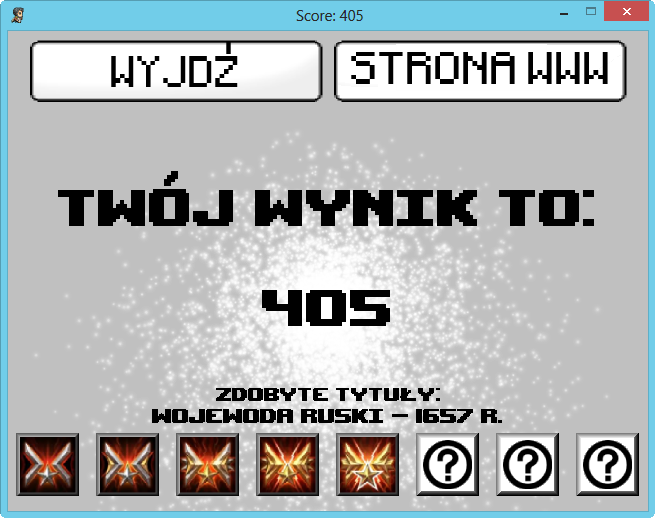 Score: 405
WYJDŹ
STRONA WWW
TWÓJ WYNIK TO:
405
ZDOBYTE TYTUŁY:
WOJEWODA RUSKI - 1657 R.
? ? ?